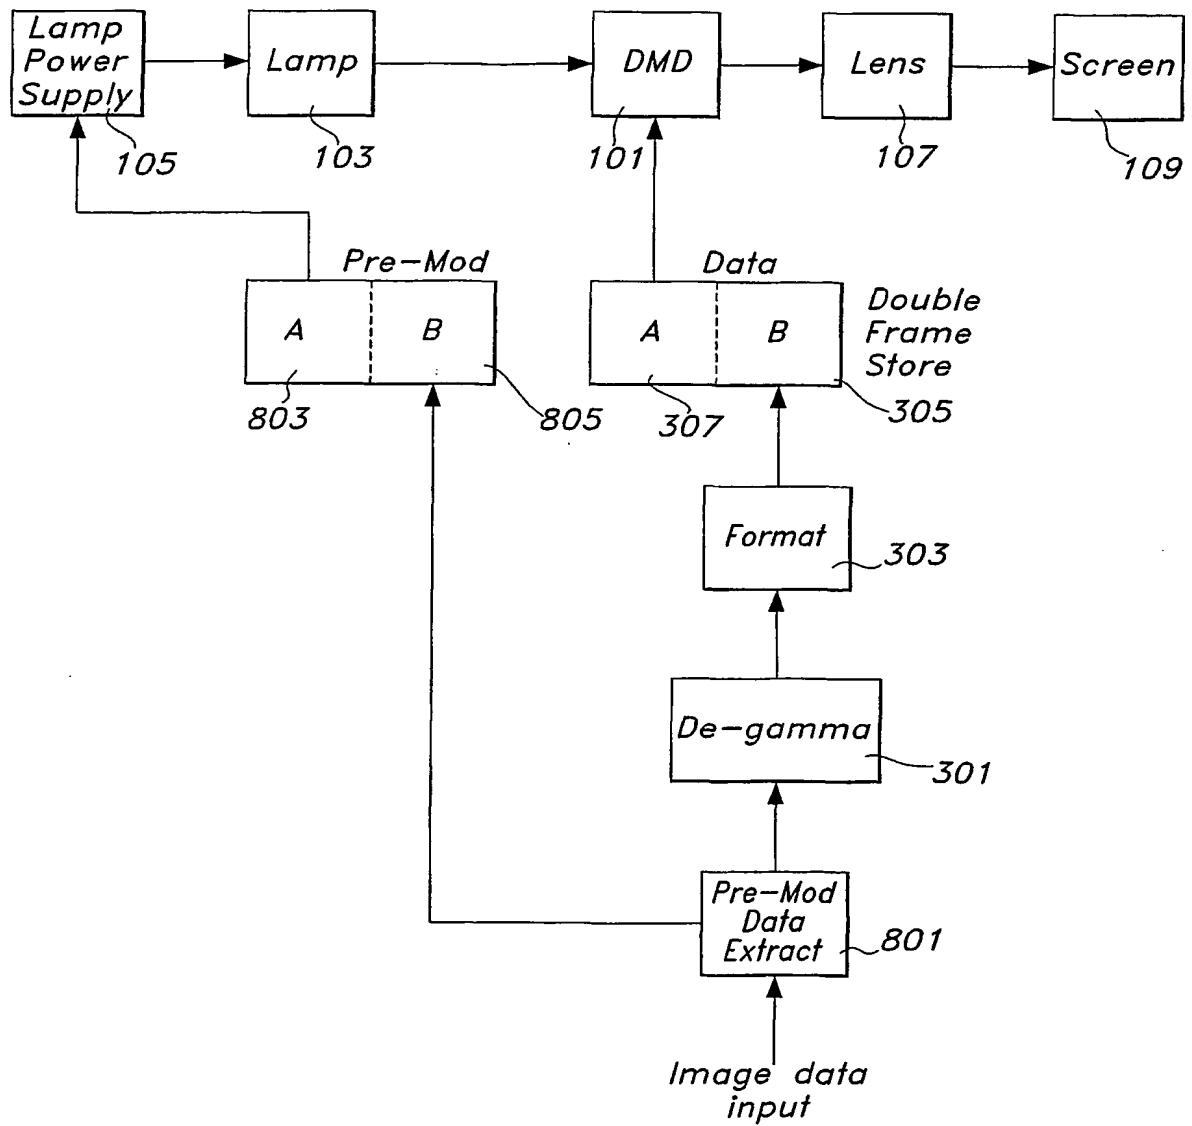 Lamp
Power
Supply
Lamp
DMD
Lens
Screen
105
103
101
107
109
Pre-Mod
Data
A
B
A
B
Double
Frame
Store
803
805
307
305
Format
303
De-gamma
301
Pre-Mod
Data
Extract
801
Image data
input